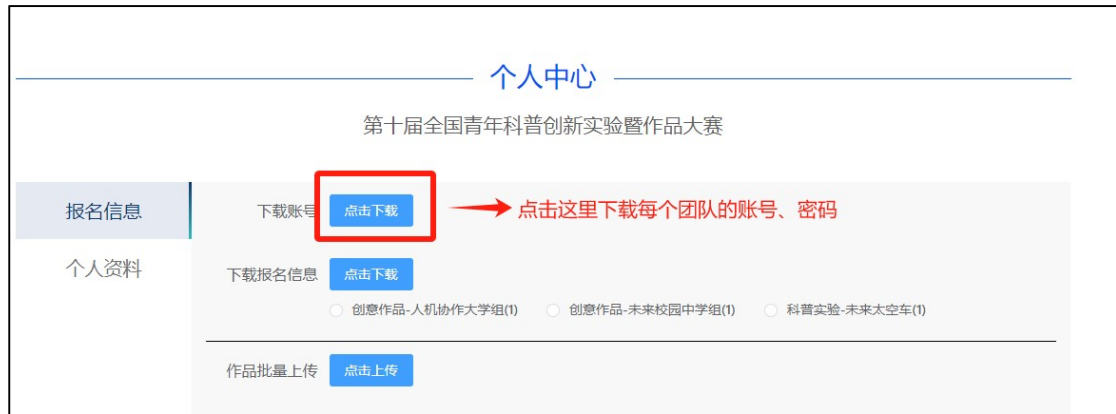 个人中心
第十届全国青年科普创新实验暨作品大赛
报名信息
下载账号 点击下载 点击这里下载每个团队的账号、密码
个人资料
下载报名信息 点击下载
创意作品-人机协作大学组(1) 创意作品-未来校园中学组(1) 科普实验-未来太空车(1)
作品批量上传 点击上传